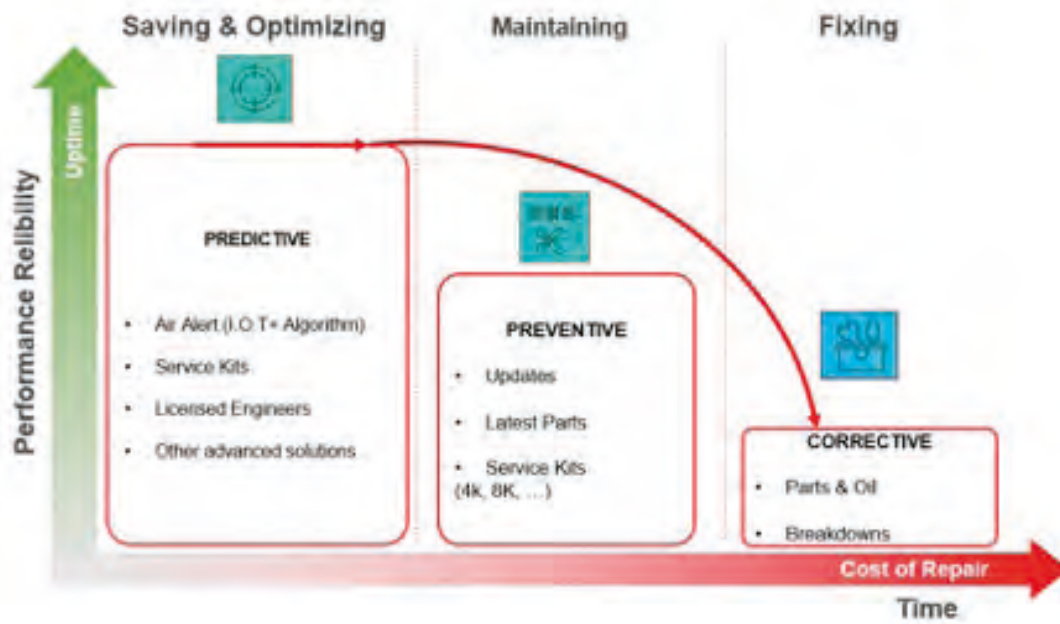 Saving & Optimizing
Maintaining
Fixing
Performance Relibility
Uptime
PREDICTIVE
• Air Alert (I.O.T+ Algorithm)
• Service Kits
• Licensed Engineers
• Other advanced solutions
PREVENTIVE
• Updates
• Latest Parts
• Service Kits
(4k, 8K, …)
CORRECTIVE
• Parts & Oil
• Breakdowns
Cost of Repair
Time